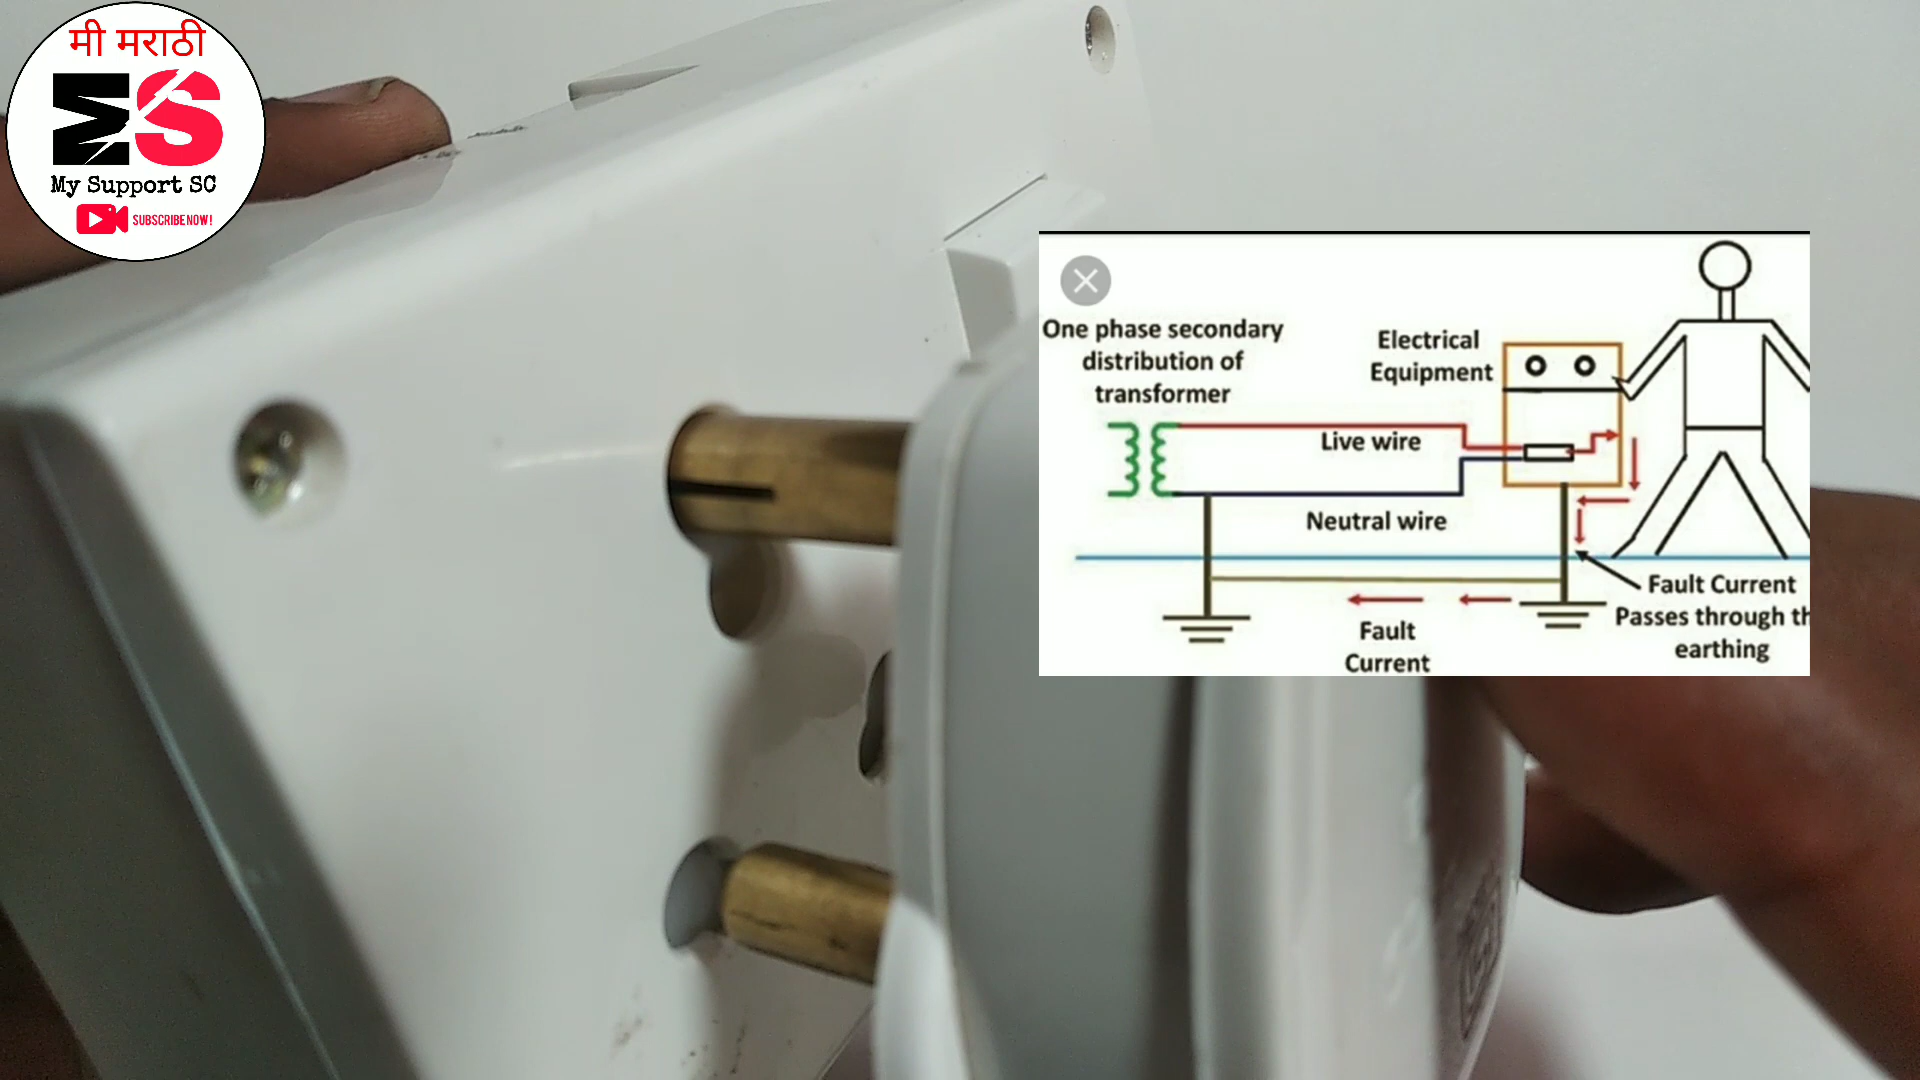 मी मराठी
MS
My Support SC
SUBSCRIBE NOW!
One phase secondary
distribution of
transformer
Electrical
Equipment
Live wire
Neutral wire
Fault Current
Passes through th
earthing
Fault
Current